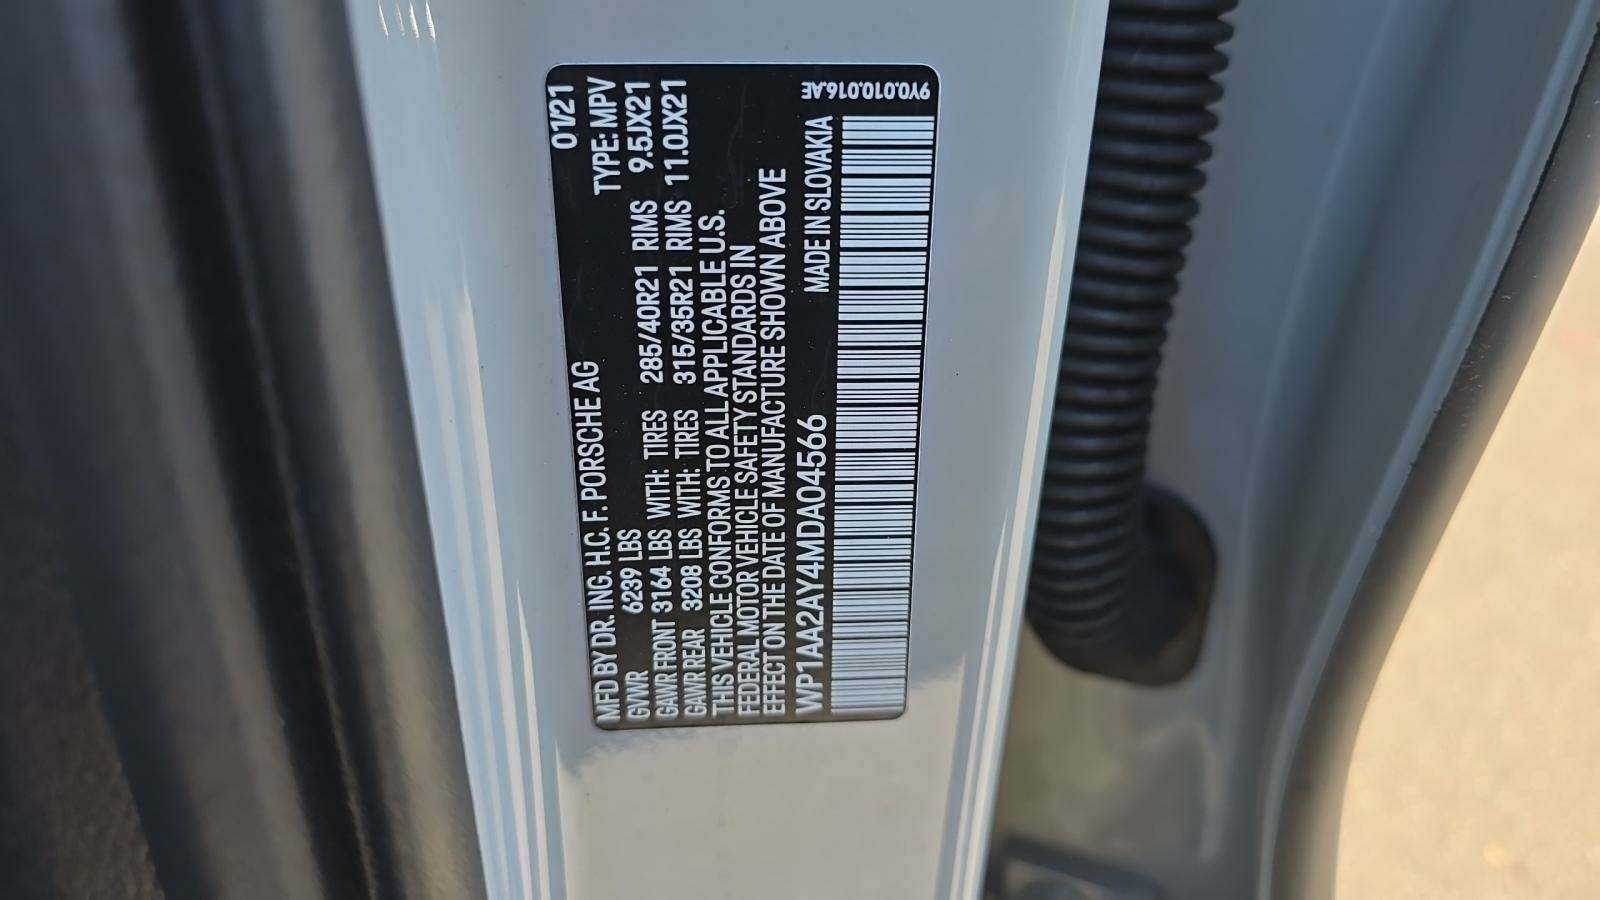 MFD BY DR. ING. H.C. F. PORSCHE AG 01/21
GVWR 6239 LBS TYPE: MPV
GAWR FRONT 3164 LBS WITH: TIRES 285/40R21 RIMS 9.5JX21
GAWR REAR 3208 LBS WITH: TIRES 315/35R21 RIMS 11.0JX21
THIS VEHICLE CONFORMS TO ALL APPLICABLE U.S.
FEDERAL MOTOR VEHICLE SAFETY STANDARDS IN
EFFECT ON THE DATE OF MANUFACTURE SHOWN ABOVE
WP1AA2AY4MDA04566 MADE IN SLOVAKIA
9Y0.010.016.AE